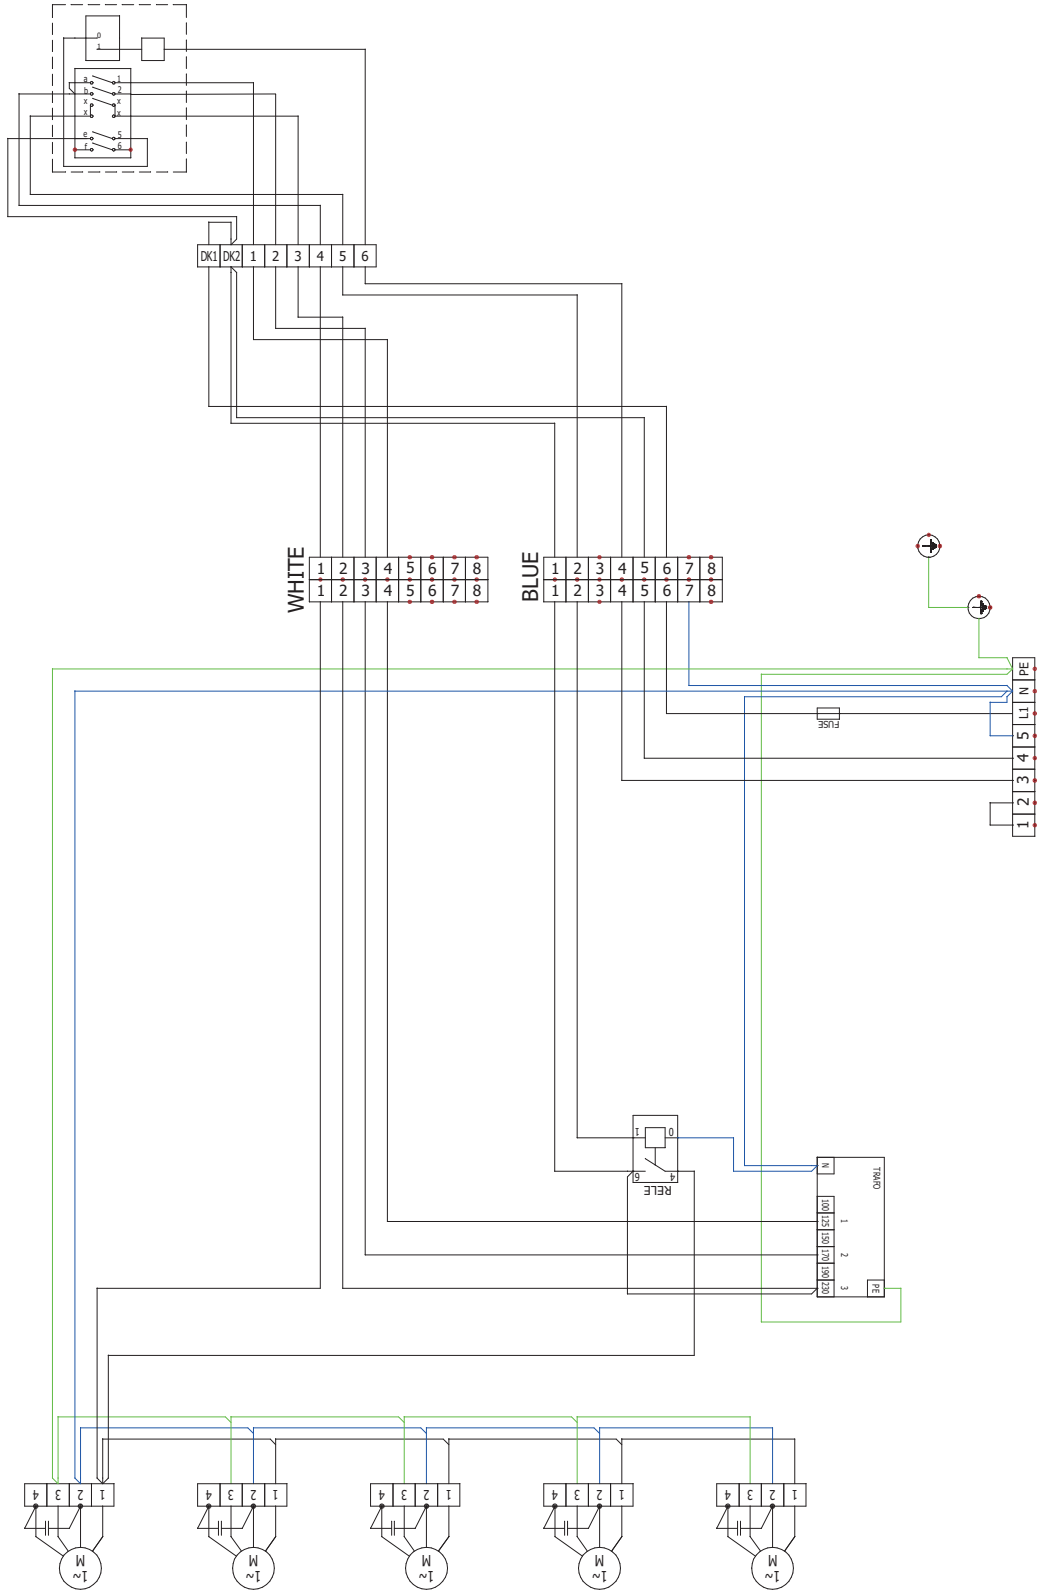 0
1
a 1
b 2
x x
x x
e 5
f 6
DK1 DK2 1 2 3 4 5 6
WHITE
1 2 3 4 5 6 7 8
1 2 3 4 5 6 7 8
BLUE
1 2 3 4 5 6 7 8
1 2 3 4 5 6 7 8
PE
N
L1
5
4
3
2
1
FUSE
1 0
6 4
RELE
TRAFO
N
100
125 1
150
170 2
190
230 3
PE
4 3 2 1
M
1~
4 3 2 1
M
1~
4 3 2 1
M
1~
4 3 2 1
M
1~
4 3 2 1
M
1~